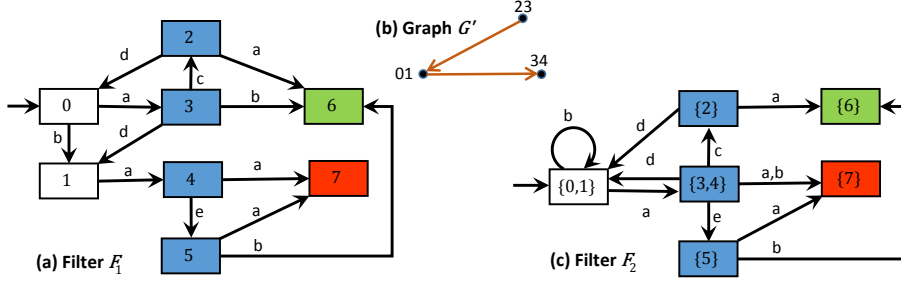 2
d
a
c
0
a
3
b
6
b
d
1
a
4
a
7
e
a
5
b
(a) Filter F₁
(b) Graph G'
23
01
34
b
{2}
a
{6}
d
c
d
{0,1}
a
{3,4}
a,b
{7}
e
a
{5}
b
(c) Filter F₂